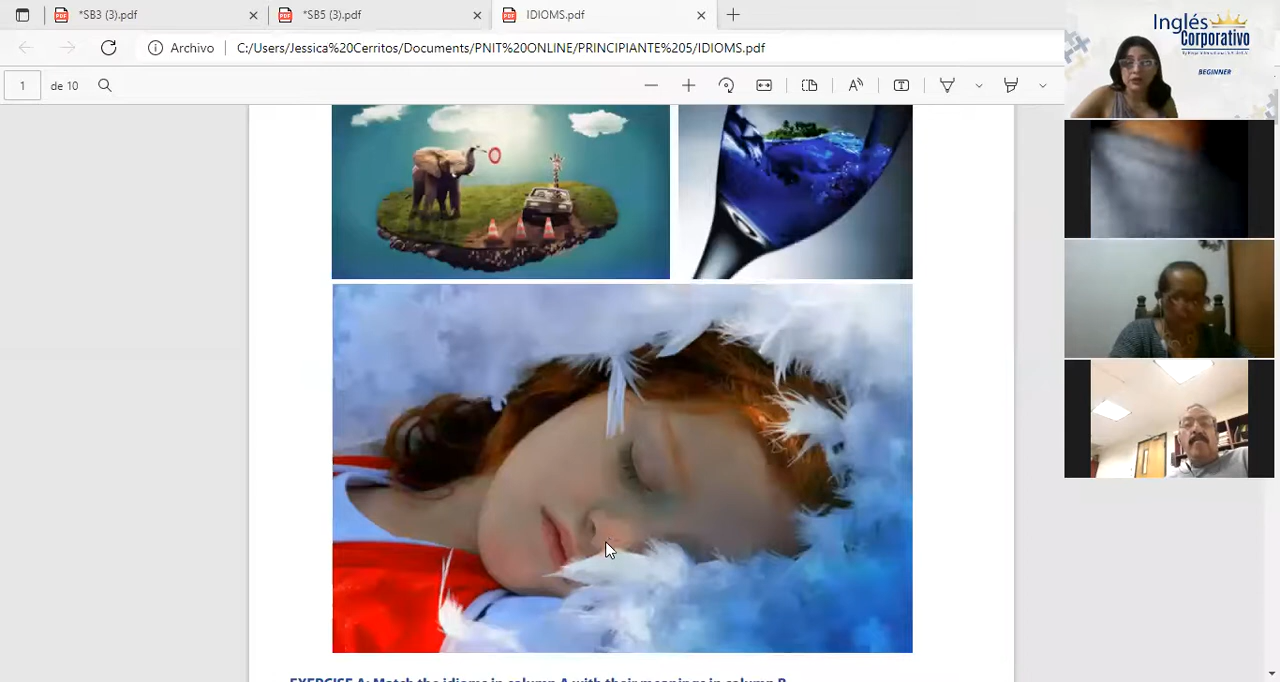 *SB3 (3).pdf
*SB5 (3).pdf
IDIOMS.pdf
Archivo
C:/Users/Jessica%20Cerritos/Documents/PNIT%20ONLINE/PRINCIPIANTE%205/IDIOMS.pdf
1
de 10
Inglés
Corporativo
BEGINNER
EXERCISE A: Match the idioms in column A with their meanings in column B